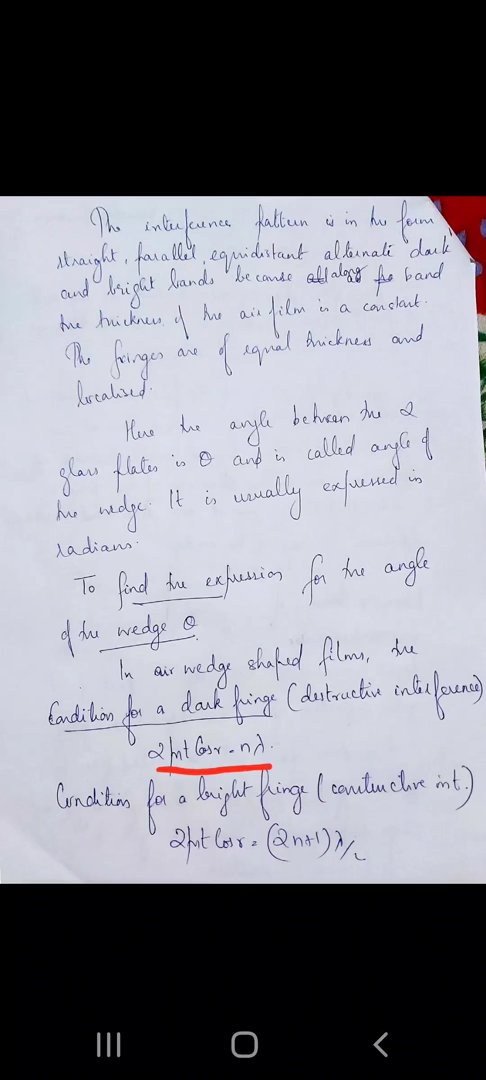 The interference pattern is in the form
straight, parallel, equidistant alternate dark
and bright bands because along band
the thickness of the air film is a constant.
The fringes are of equal thickness and
localised.
Here the angle between the 2
glass plates is θ and is called angle of
the wedge. It is usually expressed in
radians.
To find the expression for the angle
of the wedge θ.
In air wedge shaped films, the
Condition for a dark fringe (destructive interference)
2μt Cos r = nλ.
Condition for a bright fringe (constructive int.)
2μt Cos r = (2n+1) λ/2